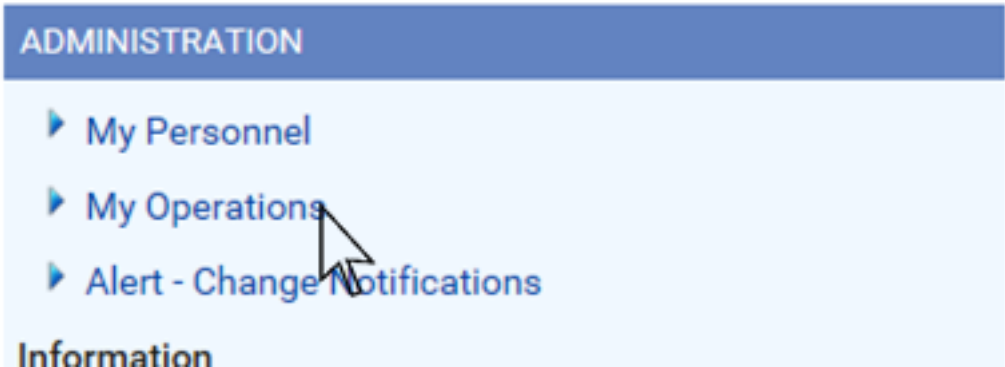 ADMINISTRATION
My Personnel
My Operations
Alert - Change Notifications
Information